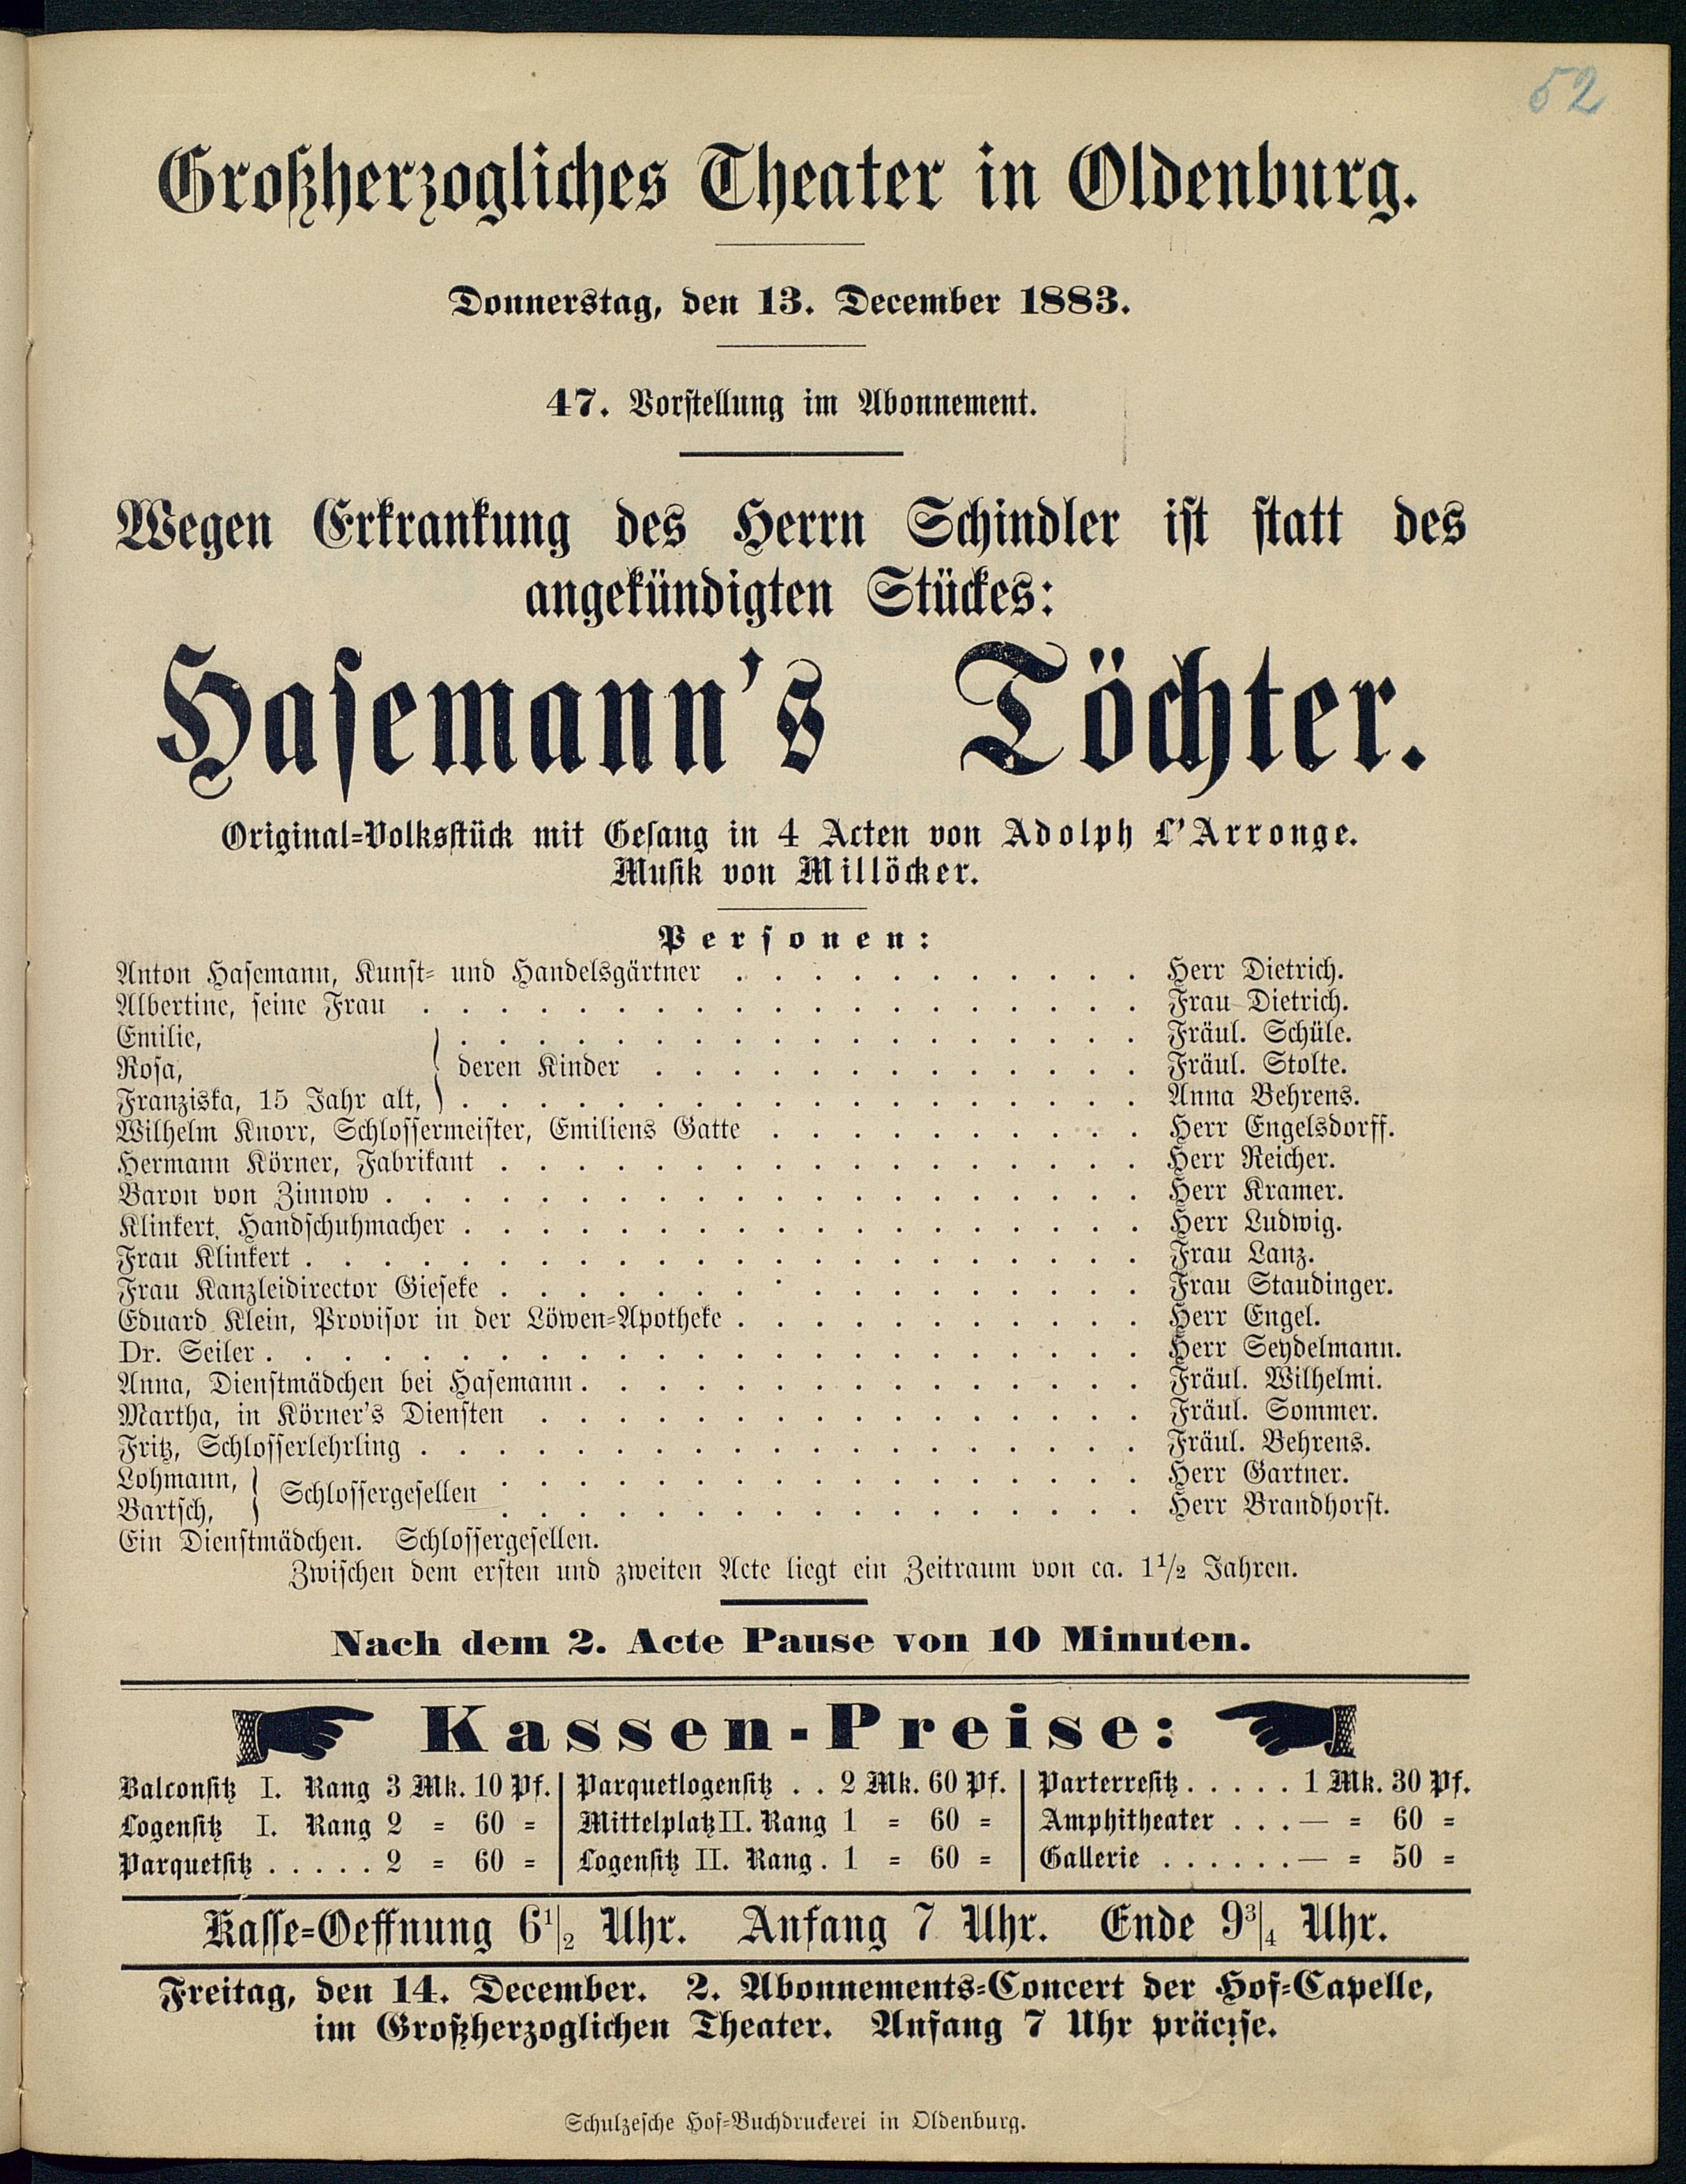 52
Großherzogliches Theater in Oldenburg.
Donnerstag, den 13. December 1883.
47. Vorstellung im Abonnement.
Wegen Erkrankung des Herrn Schindler ist statt des
angekündigten Stückes:
Hasemann's Töchter.
Original-Volksstück mit Gesang in 4 Acten von Adolph L'Arronge.
Musik von Millöcker.
Personen:
Anton Hasemann, Kunst- und Handelsgärtner . . . . . . . . . . . Herr Dietrich.
Albertine, seine Frau . . . . . . . . . . . . . . . . . . . Frau Dietrich.
Emilie, . . . . . . . . . . . . . . . . . . Fräul. Schüle.
Rosa, } deren Kinder . . . . . . . . . . . . . Fräul. Stolte.
Franziska, 15 Jahr alt, . . . . . . . . . . . . . . . . . . Anna Behrens.
Wilhelm Knorr, Schlossermeister, Emiliens Gatte . . . . . . . . . . Herr Engelsdorff.
Hermann Körner, Fabrikant . . . . . . . . . . . . . . . . . Herr Reicher.
Baron von Zinnow . . . . . . . . . . . . . . . . . . . . Herr Kramer.
Klinkert, Handschuhmacher . . . . . . . . . . . . . . . . . . Herr Ludwig.
Frau Klinkert . . . . . . . . . . . . . . . . . . . . . . Frau Lanz.
Frau Kanzleidirector Gieseke . . . . . . . . . . . . . . . . . Frau Staudinger.
Eduard Klein, Provisor in der Löwen-Apotheke . . . . . . . . . . . Herr Engel.
Dr. Seiler . . . . . . . . . . . . . . . . . . . . . . . Herr Seydelmann.
Anna, Dienstmädchen bei Hasemann . . . . . . . . . . . . . . . Fräul. Wilhelmi.
Martha, in Körner's Diensten . . . . . . . . . . . . . . . . Fräul. Sommer.
Fritz, Schlosserlehrling . . . . . . . . . . . . . . . . . . . Fräul. Behrens.
Lohmann, } Schlossergesellen . . . . . . . . . . . . . . . . . Herr Gartner.
Bartsch, . . . . . . . . . . . . . . . . . Herr Brandhorst.
Ein Dienstmädchen. Schlossergesellen.
Zwischen dem ersten und zweiten Acte liegt ein Zeitraum von ca. 1 1/2 Jahren.
Nach dem 2. Acte Pause von 10 Minuten.
Kassen-Preise:
Balconsitz I. Rang 3 Mk. 10 Pf. | Parquetlogensitz . . 2 Mk. 60 Pf. | Parterresitz . . . . . 1 Mk. 30 Pf.
Logensitz I. Rang 2 = 60 = | Mittelplatz II. Rang 1 = 60 = | Amphitheater . . . — = 60 =
Parquetsitz . . . . . 2 = 60 = | Logensitz II. Rang . 1 = 60 = | Gallerie . . . . . . — = 50 =
Kasse-Oeffnung 6 1/2 Uhr. Anfang 7 Uhr. Ende 9 3/4 Uhr.
Freitag, den 14. December. 2. Abonnements-Concert der Hof-Capelle,
im Großherzoglichen Theater. Anfang 7 Uhr präcise.
Schulzesche Hof-Buchdruckerei in Oldenburg.